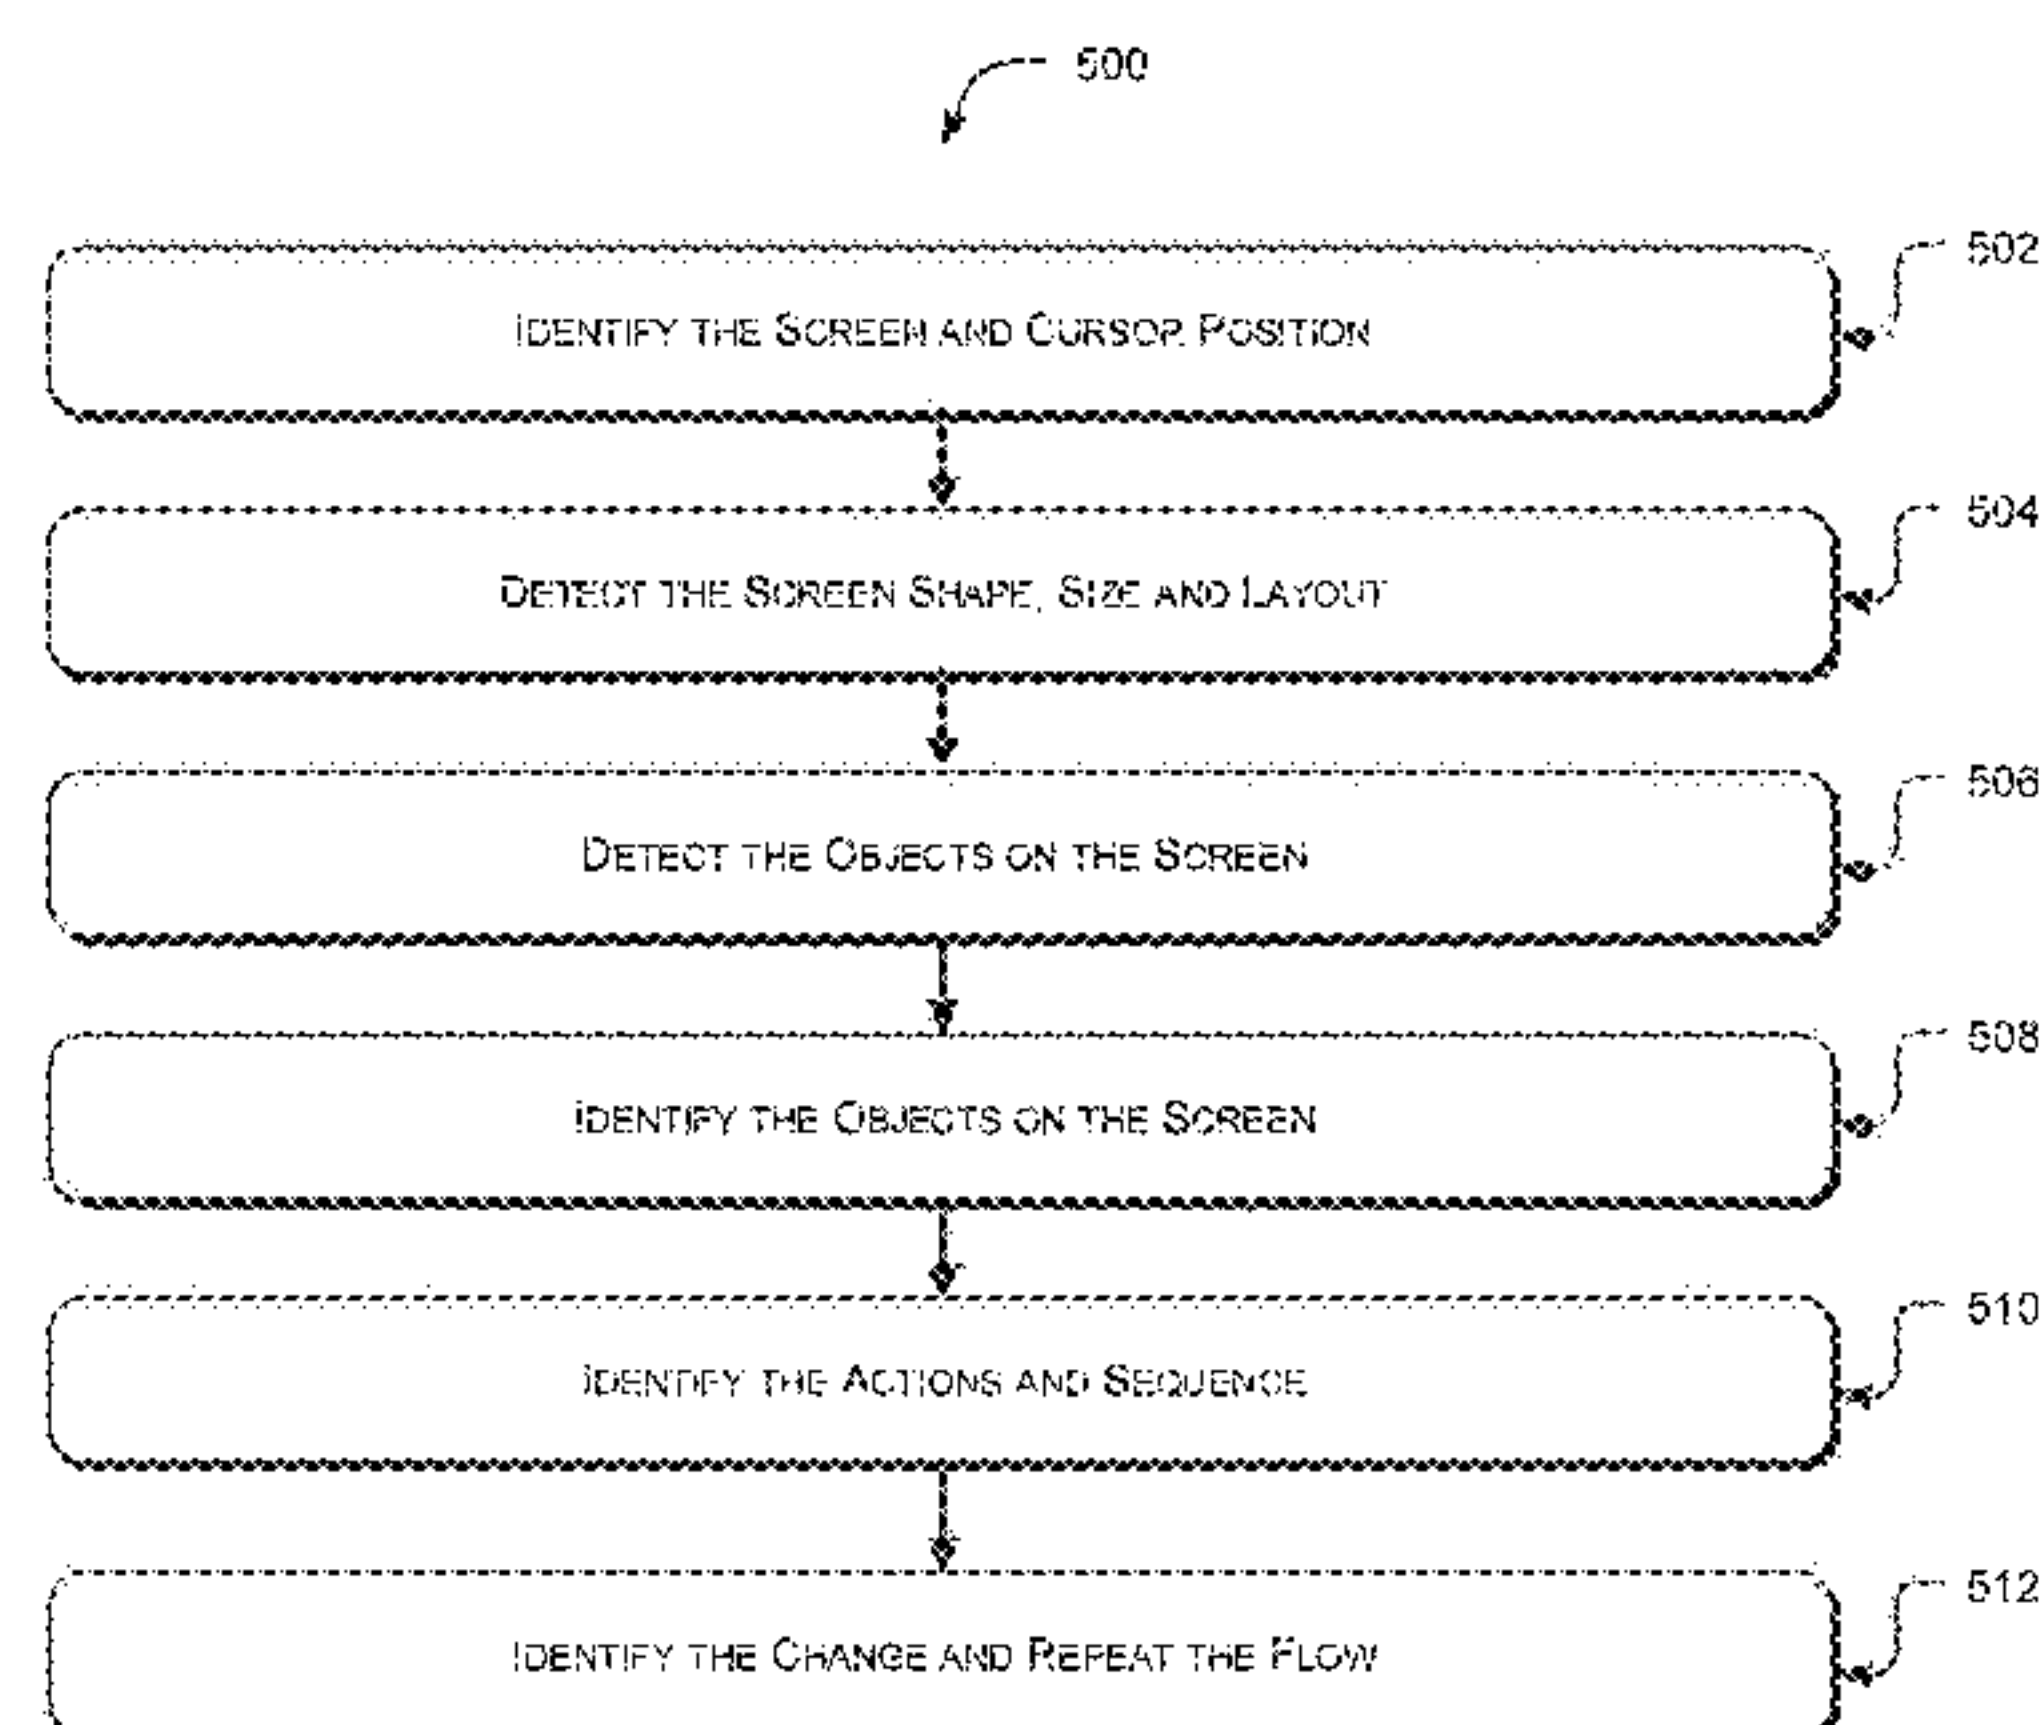 500
502
IDENTIFY THE SCREEN AND CURSOR POSITION
504
DETECT THE SCREEN SHAPE, SIZE AND LAYOUT
506
DETECT THE OBJECTS ON THE SCREEN
508
IDENTIFY THE OBJECTS ON THE SCREEN
510
IDENTIFY THE ACTIONS AND SEQUENCE
512
IDENTIFY THE CHANGE AND REPEAT THE FLOW